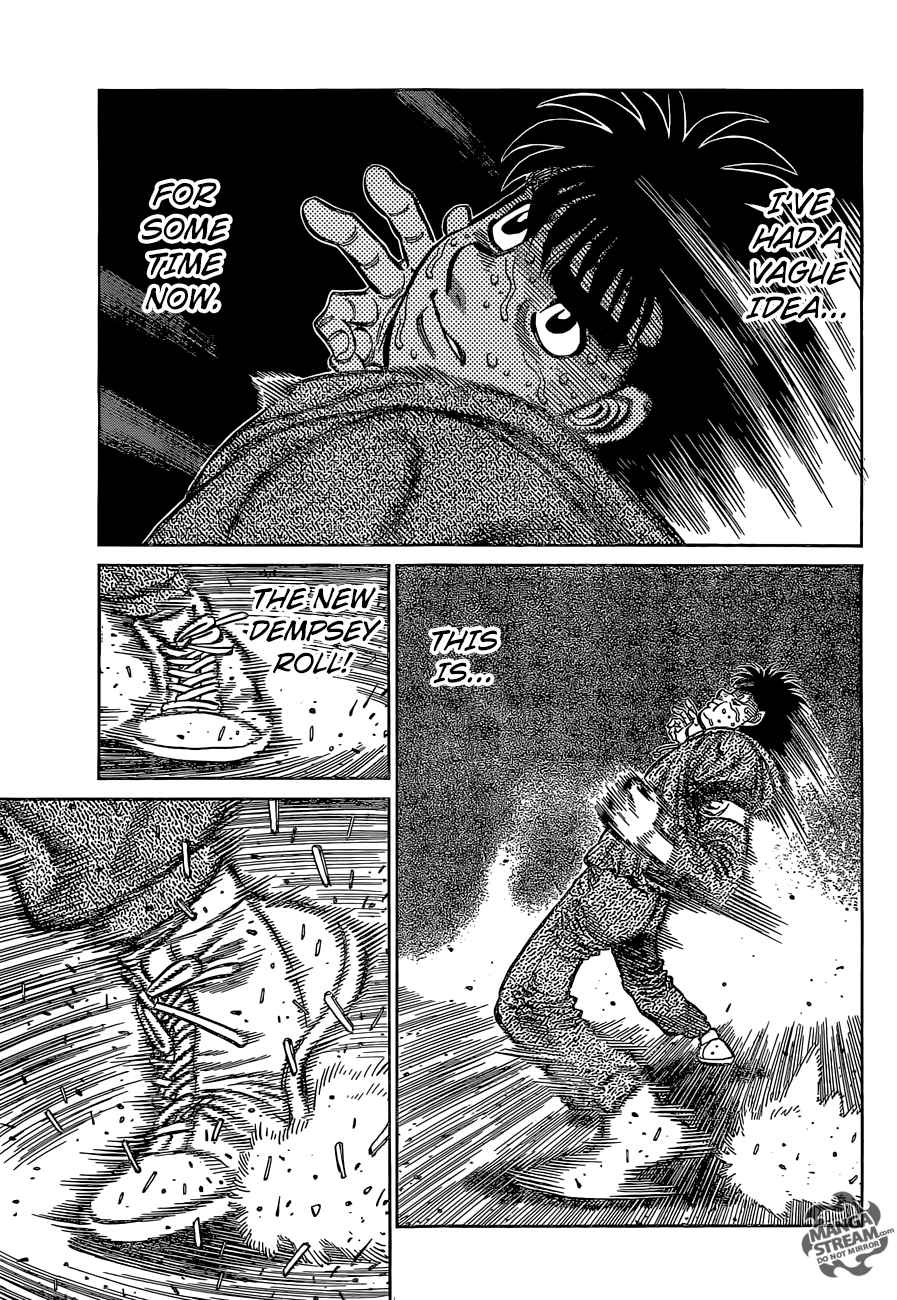 I'VE
HAD A
VAGUE
IDEA...
FOR
SOME
TIME
NOW.
THIS
IS...
THE NEW
DEMPSEY
ROLL!
MANGA
STREAM.com
DO NOT MIRROR